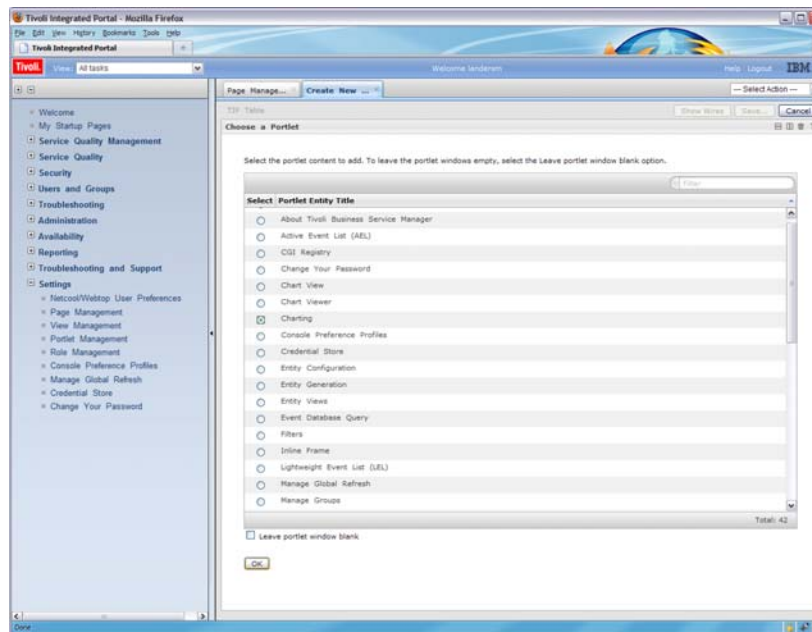 Tivoli Integrated Portal - Mozilla Firefox
File Edit View History Bookmarks Tools Help
Tivoli Integrated Portal
Tivoli. View: All tasks Welcome Help Logout IBM
Page Manage... Create New ... -- Select Action --
TIP Table Show Wires Save... Cancel
Choose a Portlet
Welcome
My Startup Pages
Service Quality Management
Service Quality
Security
Users and Groups
Troubleshooting
Administration
Availability
Reporting
Troubleshooting and Support
Settings
Netcool/Webtop User Preferences
Page Management
View Management
Portlet Management
Role Management
Console Preference Profiles
Manage Global Refresh
Credential Store
Change Your Password
Select the portlet content to add. To leave the portlet windows empty, select the Leave portlet window blank option.
Filter
Select Portlet Entity Title
About Tivoli Business Service Manager
Active Event List (AEL)
CGI Registry
Change Your Password
Chart View
Chart Viewer
Charting
Console Preference Profiles
Credential Store
Entity Configuration
Entity Generation
Entity Views
Event Database Query
Filters
Inline Frame
Lightweight Event List (LEL)
Manage Global Refresh
Manage Groups
Total: 42
Leave portlet window blank
OK
Done